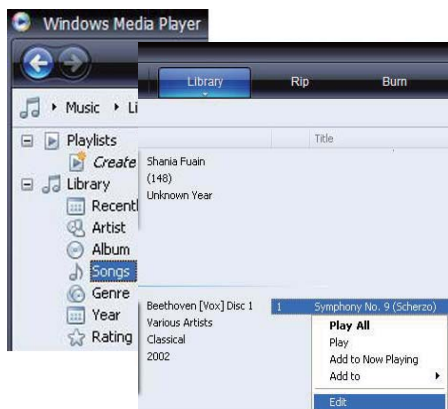 Windows Media Player
Library
Rip
Burn
Music
Li
Title
Playlists
Create
Library
Recentl
Artist
Album
Songs
Genre
Year
Rating
Shania Fuain
(148)
Unknown Year
Beethoven [Vox] Disc 1
Various Artists
Classical
2002
1 Symphony No. 9 (Scherzo)
Play All
Play
Add to Now Playing
Add to
Edit